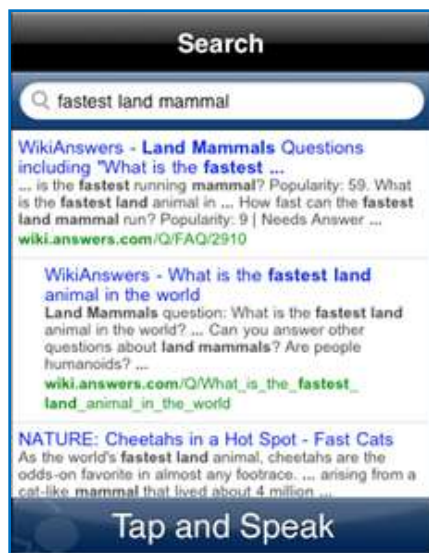 Search
fastest land mammal
WikiAnswers - Land Mammals Questions
including "What is the fastest ...
... is the fastest running mammal? Popularity: 59. What
is the fastest land animal in ... How fast can the fastest
land mammal run? Popularity: 9 | Needs Answer ...
wiki.answers.com/Q/FAQ/2910
WikiAnswers - What is the fastest land
animal in the world
Land Mammals question: What is the fastest land
animal in the world? ... Can you answer other
questions about land mammals? Are people
humanoids? ...
wiki.answers.com/Q/What_is_the_fastest_
land_animal_in_the_world
NATURE: Cheetahs in a Hot Spot - Fast Cats
As the world's fastest land animal, cheetahs are the
odds-on favorite in almost any footrace. ... arising from a
cat-like mammal that lived about 4 million ...
Tap and Speak